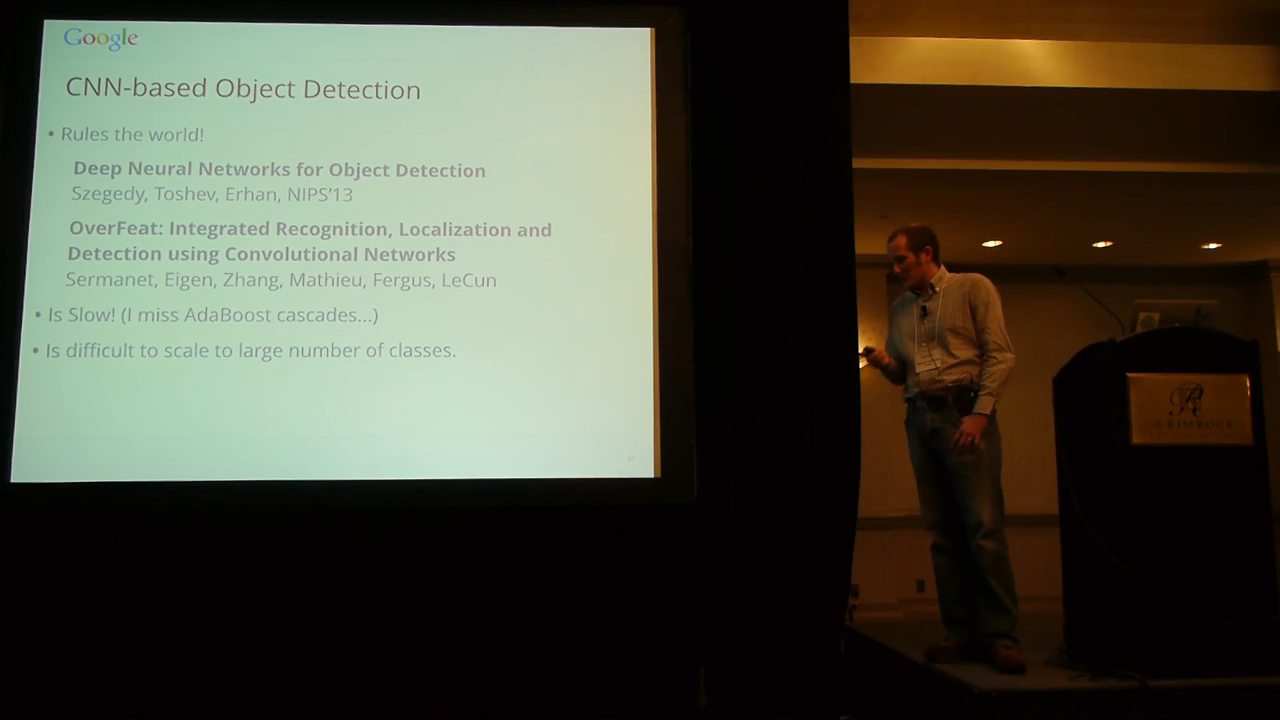 Google
CNN-based Object Detection
• Rules the world!
Deep Neural Networks for Object Detection
Szegedy, Toshev, Erhan, NIPS'13
OverFeat: Integrated Recognition, Localization and
Detection using Convolutional Networks
Sermanet, Eigen, Zhang, Mathieu, Fergus, LeCun
• Is Slow! (I miss AdaBoost cascades...)
• Is difficult to scale to large number of classes.
RIMROCK